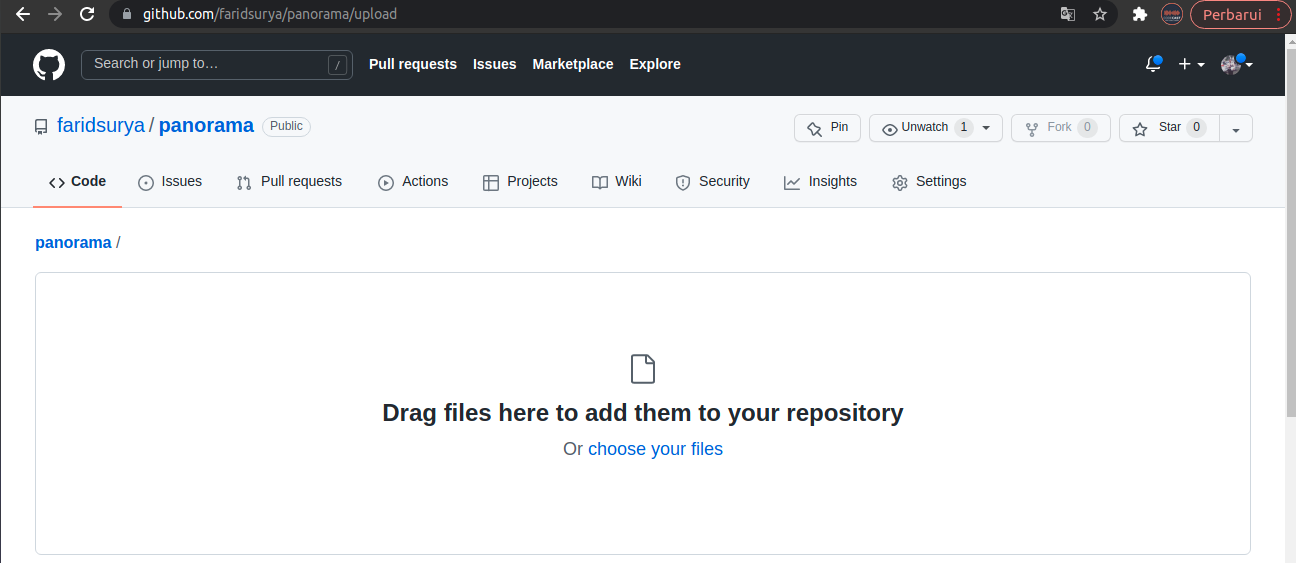 github.com/faridsurya/panorama/upload
Perbarui
Search or jump to… /
Pull requests Issues Marketplace Explore
faridsurya / panorama Public
Pin Unwatch 1 Fork 0 Star 0
Code Issues Pull requests Actions Projects Wiki Security Insights Settings
panorama /
Drag files here to add them to your repository
Or choose your files